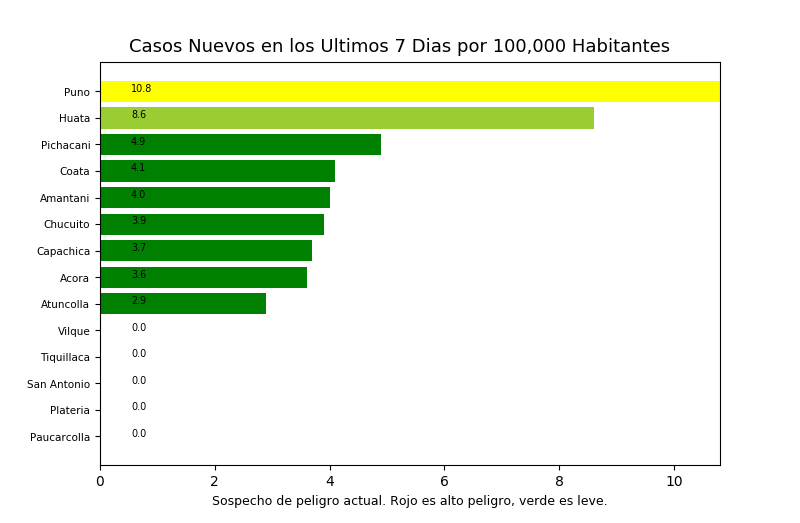 Casos Nuevos en los Ultimos 7 Dias por 100,000 Habitantes
Puno 10.8
Huata 8.6
Pichacani 4.9
Coata 4.1
Amantani 4.0
Chucuito 3.9
Capachica 3.7
Acora 3.6
Atuncolla 2.9
Vilque 0.0
Tiquillaca 0.0
San Antonio 0.0
Plateria 0.0
Paucarcolla 0.0
0 2 4 6 8 10
Sospecho de peligro actual. Rojo es alto peligro, verde es leve.